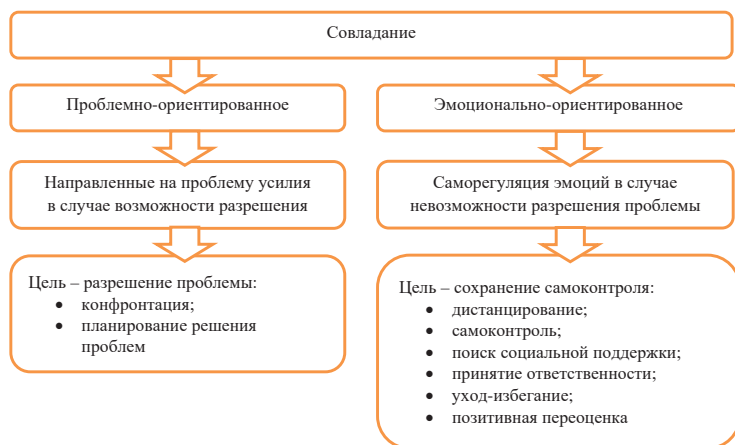 Совладание
Проблемно-ориентированное
Эмоционально-ориентированное
Направленные на проблему усилия
в случае возможности разрешения
Саморегуляция эмоций в случае
невозможности разрешения проблемы
Цель – разрешение проблемы:
• конфронтация;
• планирование решения
проблем
Цель – сохранение самоконтроля:
• дистанцирование;
• самоконтроль;
• поиск социальной поддержки;
• принятие ответственности;
• уход-избегание;
• позитивная переоценка